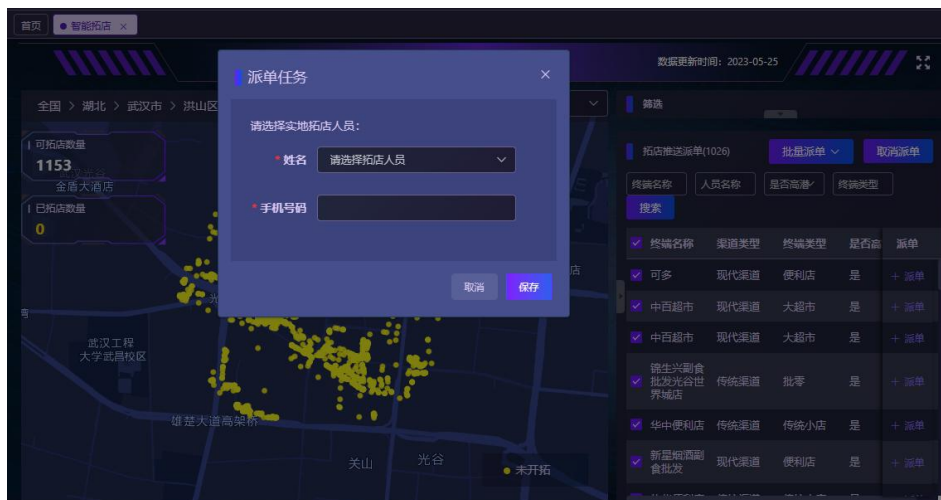 首页
智能拓店 ×
数据更新时间：2023-05-25
全国 > 湖北 > 武汉市 > 洪山区
筛选
可拓店数量
1153
金盾大酒店
已拓店数量
0
派单任务
×
请选择实地拓店人员：
* 姓名 请选择拓店人员
* 手机号码
取消 保存
店
湾
光
武汉工程
大学武昌校区
雄楚大道高架桥
关山
光谷
未开拓
拓店推送派单(1026) 批量派单 取消派单
终端名称 人员名称 是否高潜 终端类型
搜索
终端名称 渠道类型 终端类型 是否高 派单
可多 现代渠道 便利店 是 + 派单
中百超市 现代渠道 大超市 是 + 派单
中百超市 现代渠道 大超市 是 + 派单
锦生兴副食
批发光谷世 传统渠道 批零 是 + 派单
界城店
华中便利店 传统渠道 传统小店 是 + 派单
新星烟酒副
食批发 现代渠道 便利店 是 + 派单